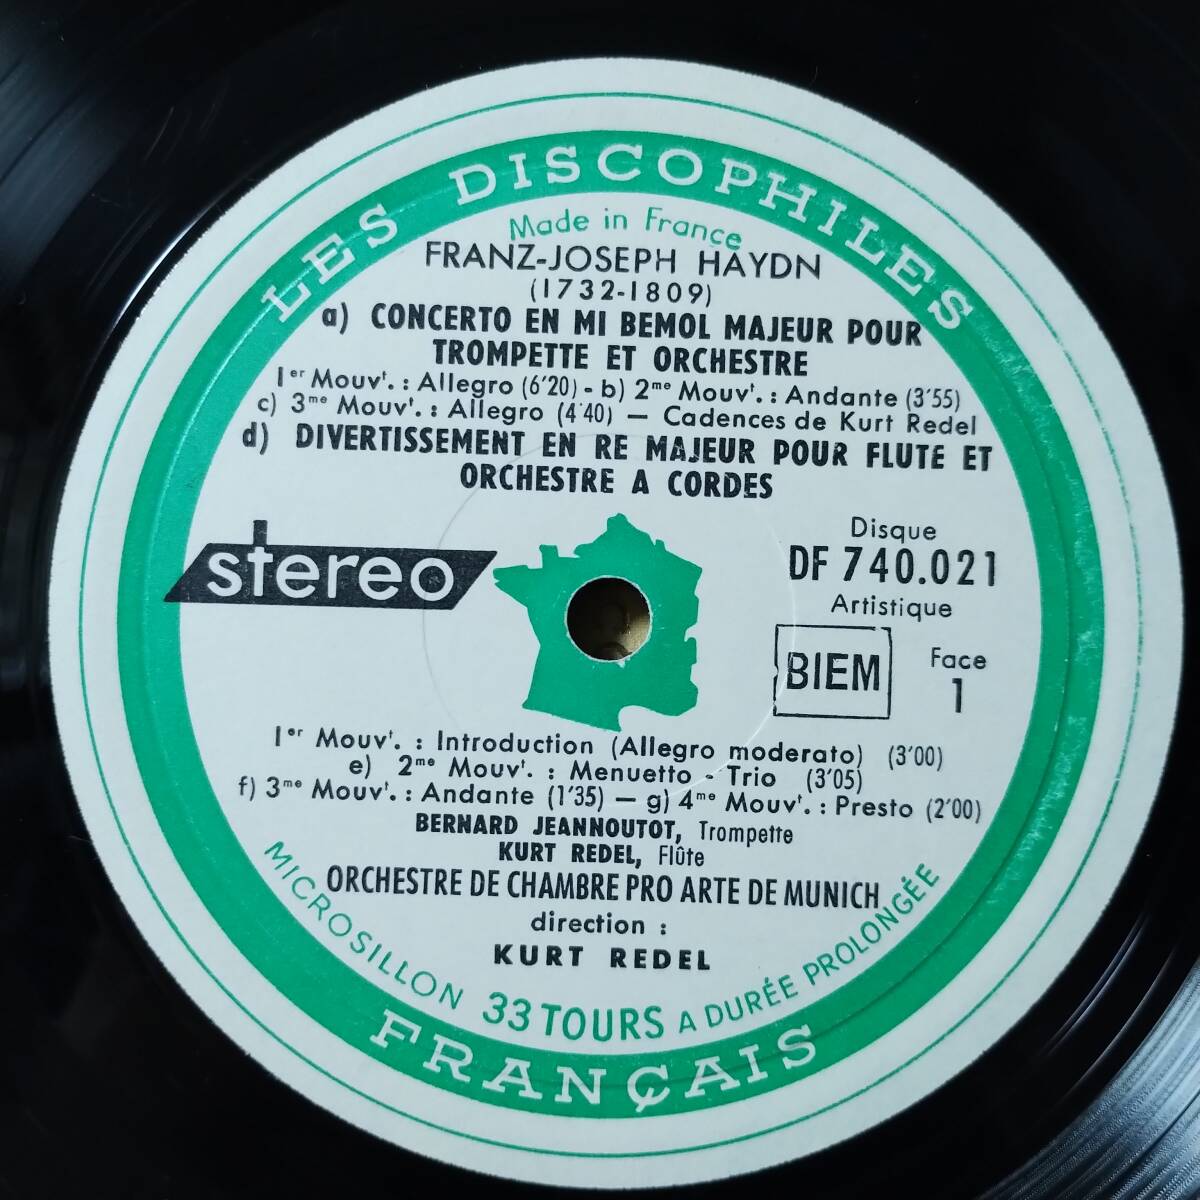 LES DISCOPHILES
Made in France
FRANZ-JOSEPH HAYDN
(1732-1809)
a) CONCERTO EN MI BEMOL MAJEUR POUR
TROMPETTE ET ORCHESTRE
1er Mouvt. : Allegro (6'20) - b) 2me Mouvt. : Andante (3'55)
c) 3me Mouvt. : Allegro (4'40) — Cadences de Kurt Redel
d) DIVERTISSEMENT EN RE MAJEUR POUR FLUTE ET
ORCHESTRE A CORDES
stereo
Disque
DF 740.021
Artistique
BIEM
Face
1
1er Mouvt. : Introduction (Allegro moderato) (3'00)
e) 2me Mouvt. : Menuetto - Trio (3'05)
f) 3me Mouvt. : Andante (1'35) — g) 4me Mouvt. : Presto (2'00)
BERNARD JEANNOUTOT, Trompette
KURT REDEL, Flûte
ORCHESTRE DE CHAMBRE PRO ARTE DE MUNICH
direction :
KURT REDEL
MICROSILLON 33 TOURS A DURÉE PROLONGÉE
FRANÇAIS